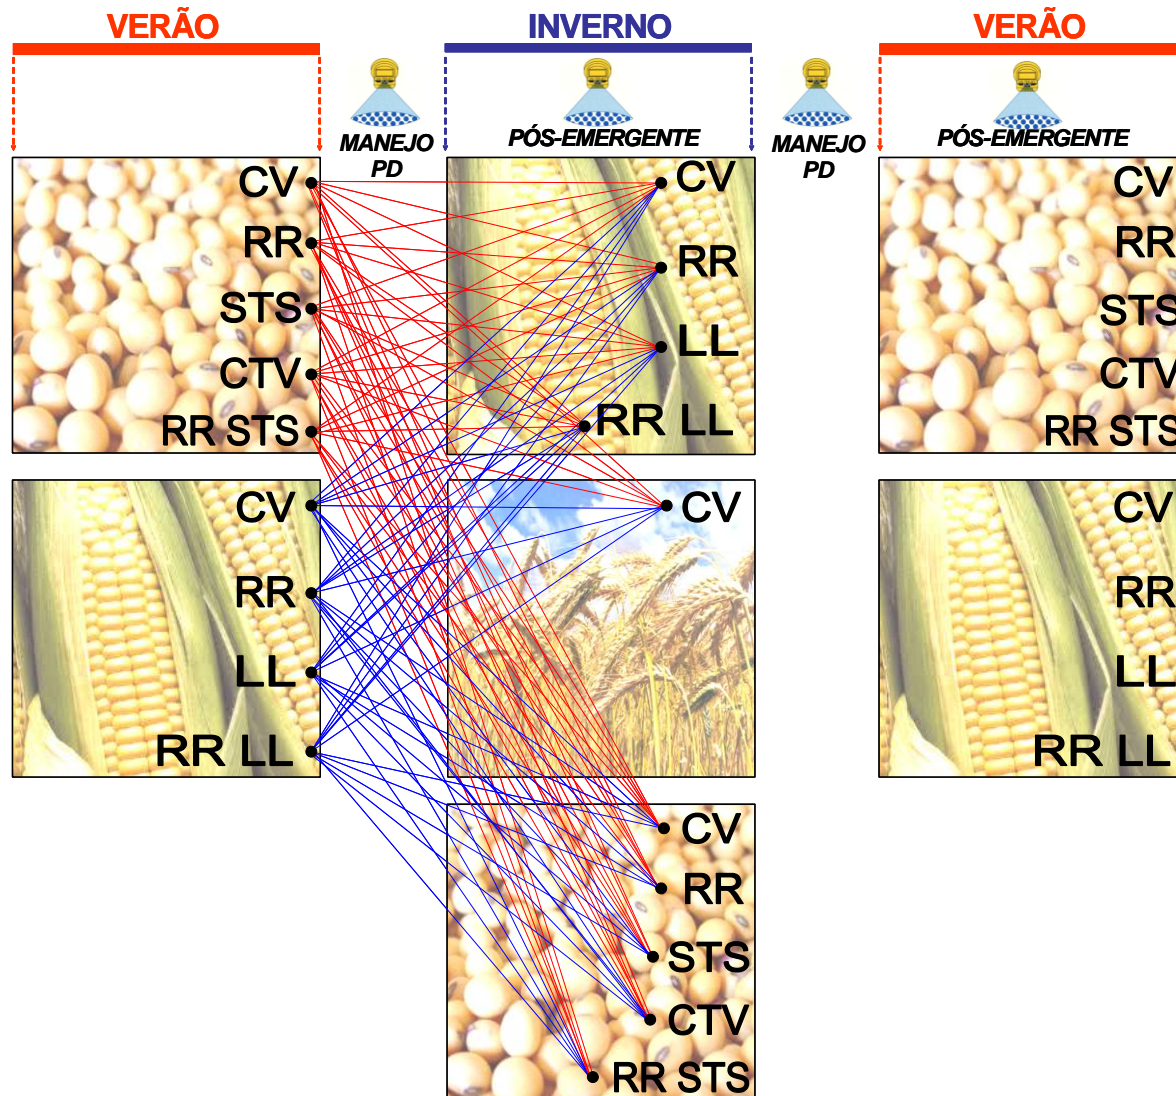 VERÃO
INVERNO
VERÃO
MANEJO
PD
PÓS-EMERGENTE
MANEJO
PD
PÓS-EMERGENTE
CV
RR
STS
CTV
RR STS
CV
RR
LL
RR LL
CV
RR
STS
CTV
RR STS
CV
RR
LL
RR LL
CV
CV
RR
LL
RR LL
CV
RR
STS
CTV
RR STS